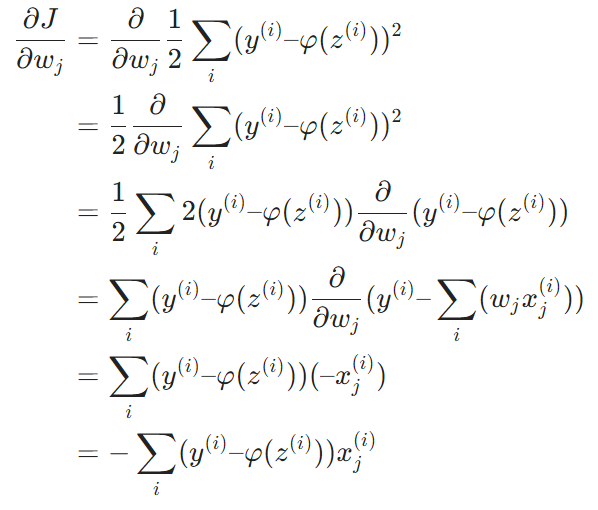 ∂J/∂w_j = ∂/∂w_j 1/2 ∑_i (y^(i)–φ(z^(i)))^2
= 1/2 ∂/∂w_j ∑_i (y^(i)–φ(z^(i)))^2
= 1/2 ∑_i 2(y^(i)–φ(z^(i))) ∂/∂w_j (y^(i)–φ(z^(i)))
= ∑_i (y^(i)–φ(z^(i))) ∂/∂w_j (y^(i)–∑_i (w_j x_j^(i)))
= ∑_i (y^(i)–φ(z^(i)))(–x_j^(i))
= –∑_i (y^(i)–φ(z^(i)))x_j^(i)